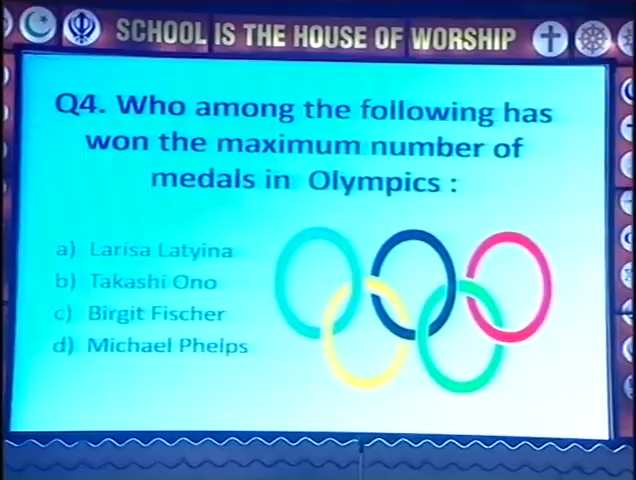 SCHOOL IS THE HOUSE OF WORSHIP
Q4. Who among the following has
won the maximum number of
medals in Olympics :
a) Larisa Latyina
b) Takashi Ono
c) Birgit Fischer
d) Michael Phelps